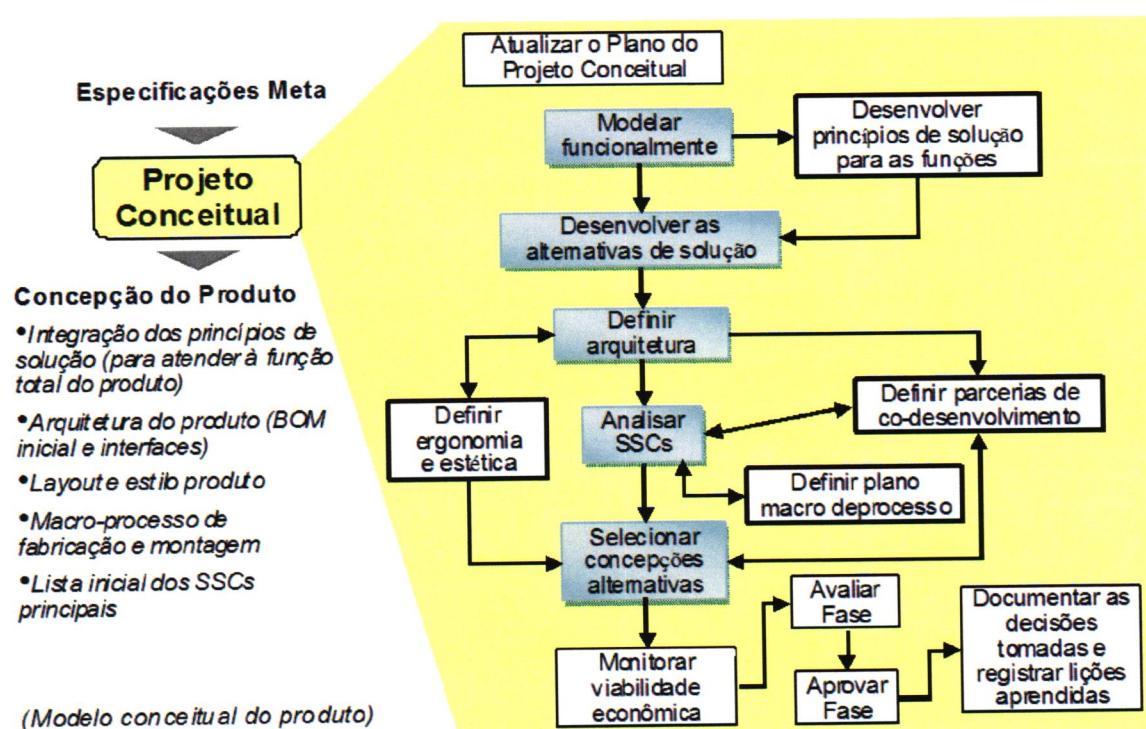 Especificações Meta
Projeto
Conceitual
Concepção do Produto
•Integração dos princípios de
solução (para atender à função
total do produto)
•Arquitetura do produto (BOM
inicial e interfaces)
•Layout e estilo produto
•Macro-processo de
fabricação e montagem
•Lista inicial dos SSCs
principais
(Modelo conceitual do produto)
Atualizar o Plano do
Projeto Conceitual
Modelar
funcionalmente
Desenvolver
princípios de solução
para as funções
Desenvolver as
alternativas de solução
Definir
arquitetura
Definir
ergonomia
e estética
Analisar
SSCs
Definir parcerias de
co-desenvolvimento
Definir plano
macro deprocesso
Selecionar
concepções
alternativas
Monitorar
viabilidade
econômica
Avaliar
Fase
Aprovar
Fase
Documentar as
decisões
tomadas e
registrar lições
aprendidas